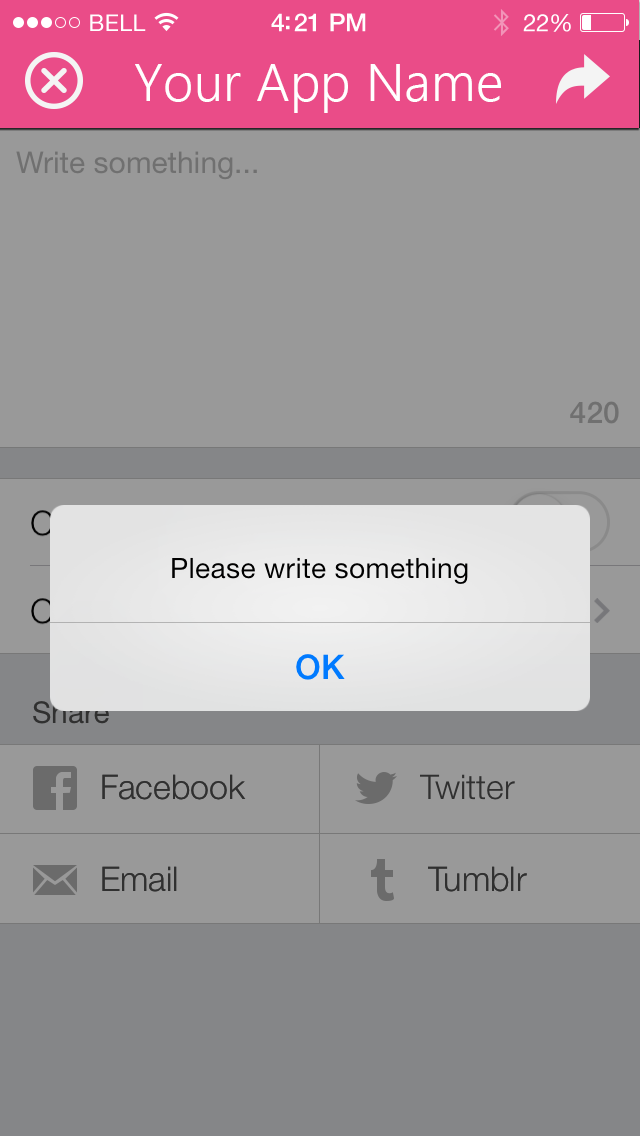 BELL 4:21 PM 22%
Your App Name
Write something...
420
Please write something
OK
Share
Facebook Twitter
Email Tumblr